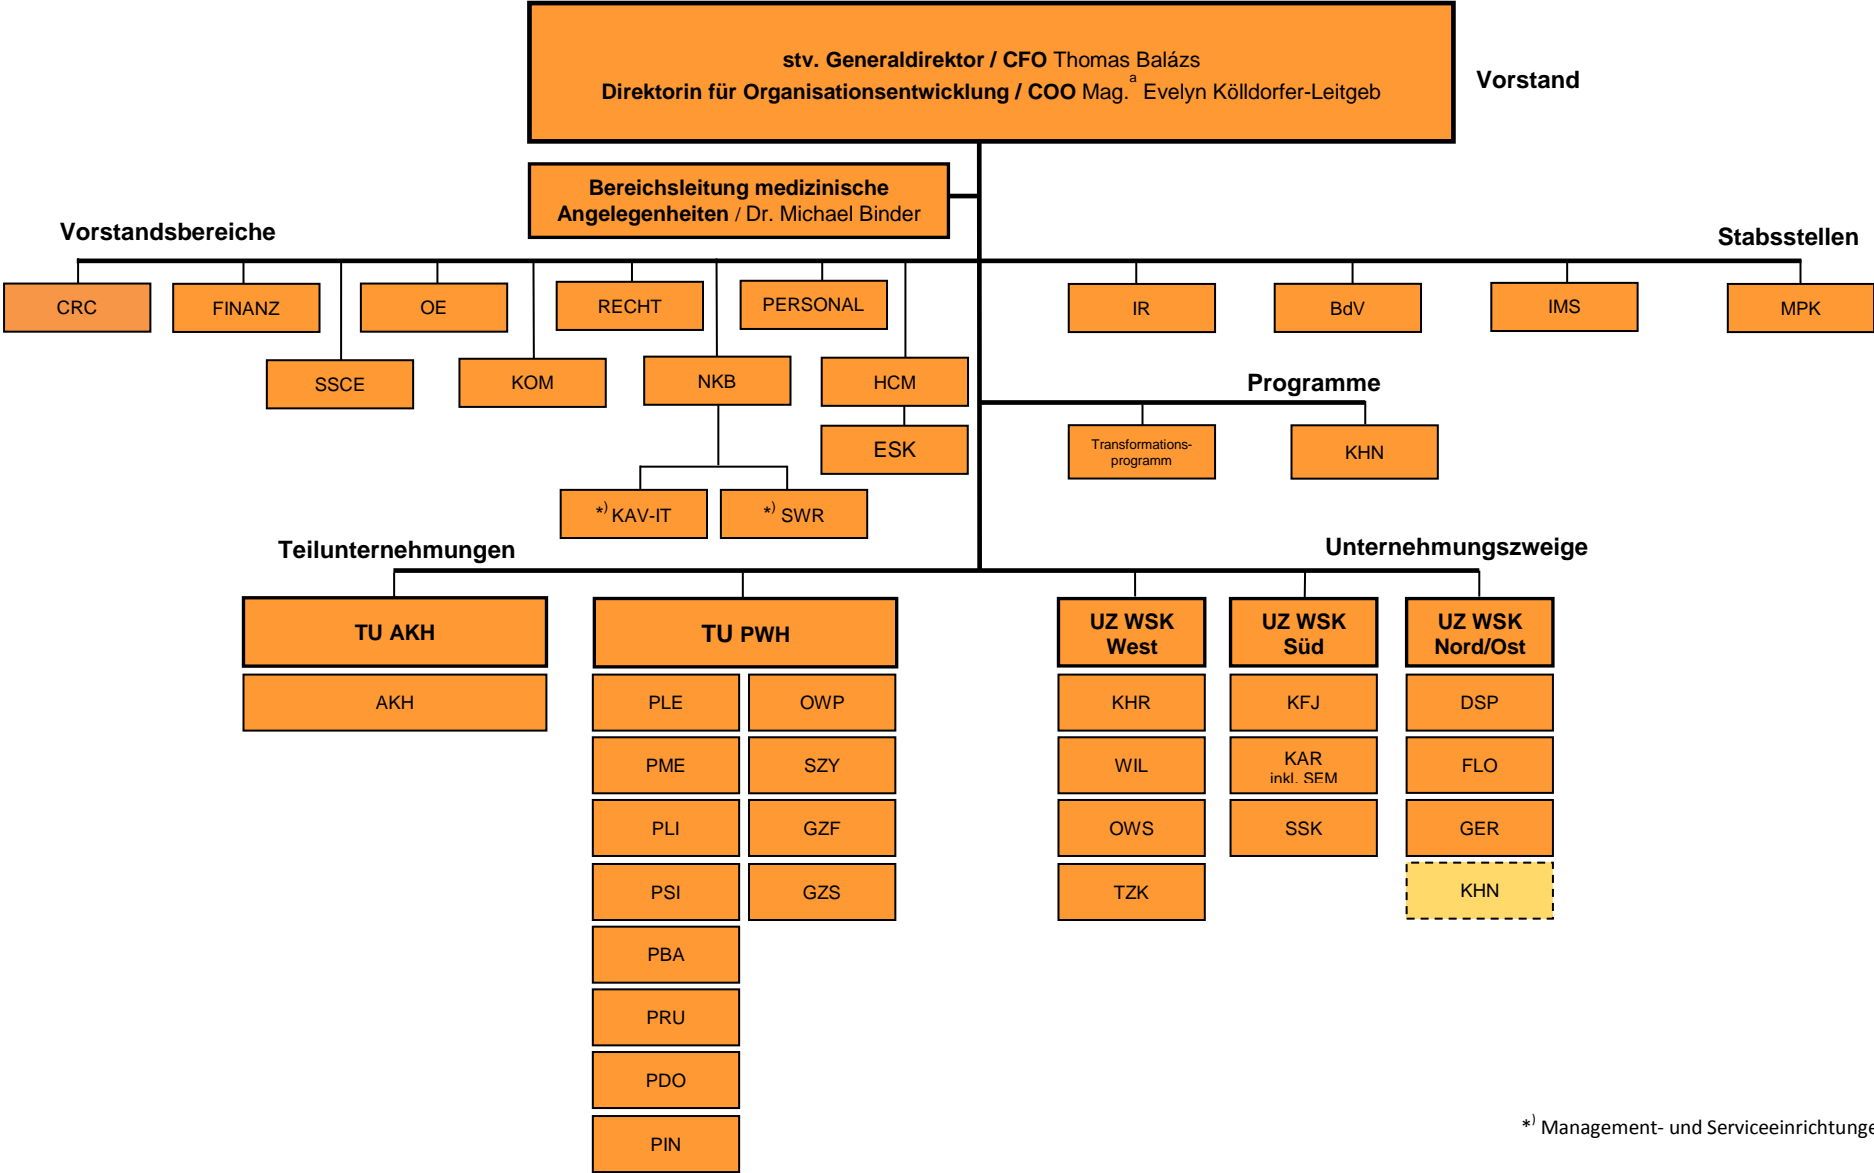 stv. Generaldirektor / CFO Thomas Balázs
Direktorin für Organisationsentwicklung / COO Mag.ª Evelyn Kölldorfer-Leitgeb
Vorstand
Bereichsleitung medizinische
Angelegenheiten / Dr. Michael Binder
Vorstandsbereiche
Stabsstellen
CRC
FINANZ
OE
RECHT
PERSONAL
IR
BdV
IMS
MPK
SSCE
KOM
NKB
HCM
Programme
ESK
Transformations-
programm
KHN
*) KAV-IT
*) SWR
Teilunternehmungen
Unternehmungszweige
TU AKH
TU PWH
UZ WSK
West
UZ WSK
Süd
UZ WSK
Nord/Ost
AKH
PLE
OWP
KHR
KFJ
DSP
PME
SZY
WIL
KAR
inkl. SEM
FLO
PLI
GZF
OWS
SSK
GER
PSI
GZS
TZK
KHN
PBA
PRU
PDO
PIN
*) Management- und Serviceeinrichtunge